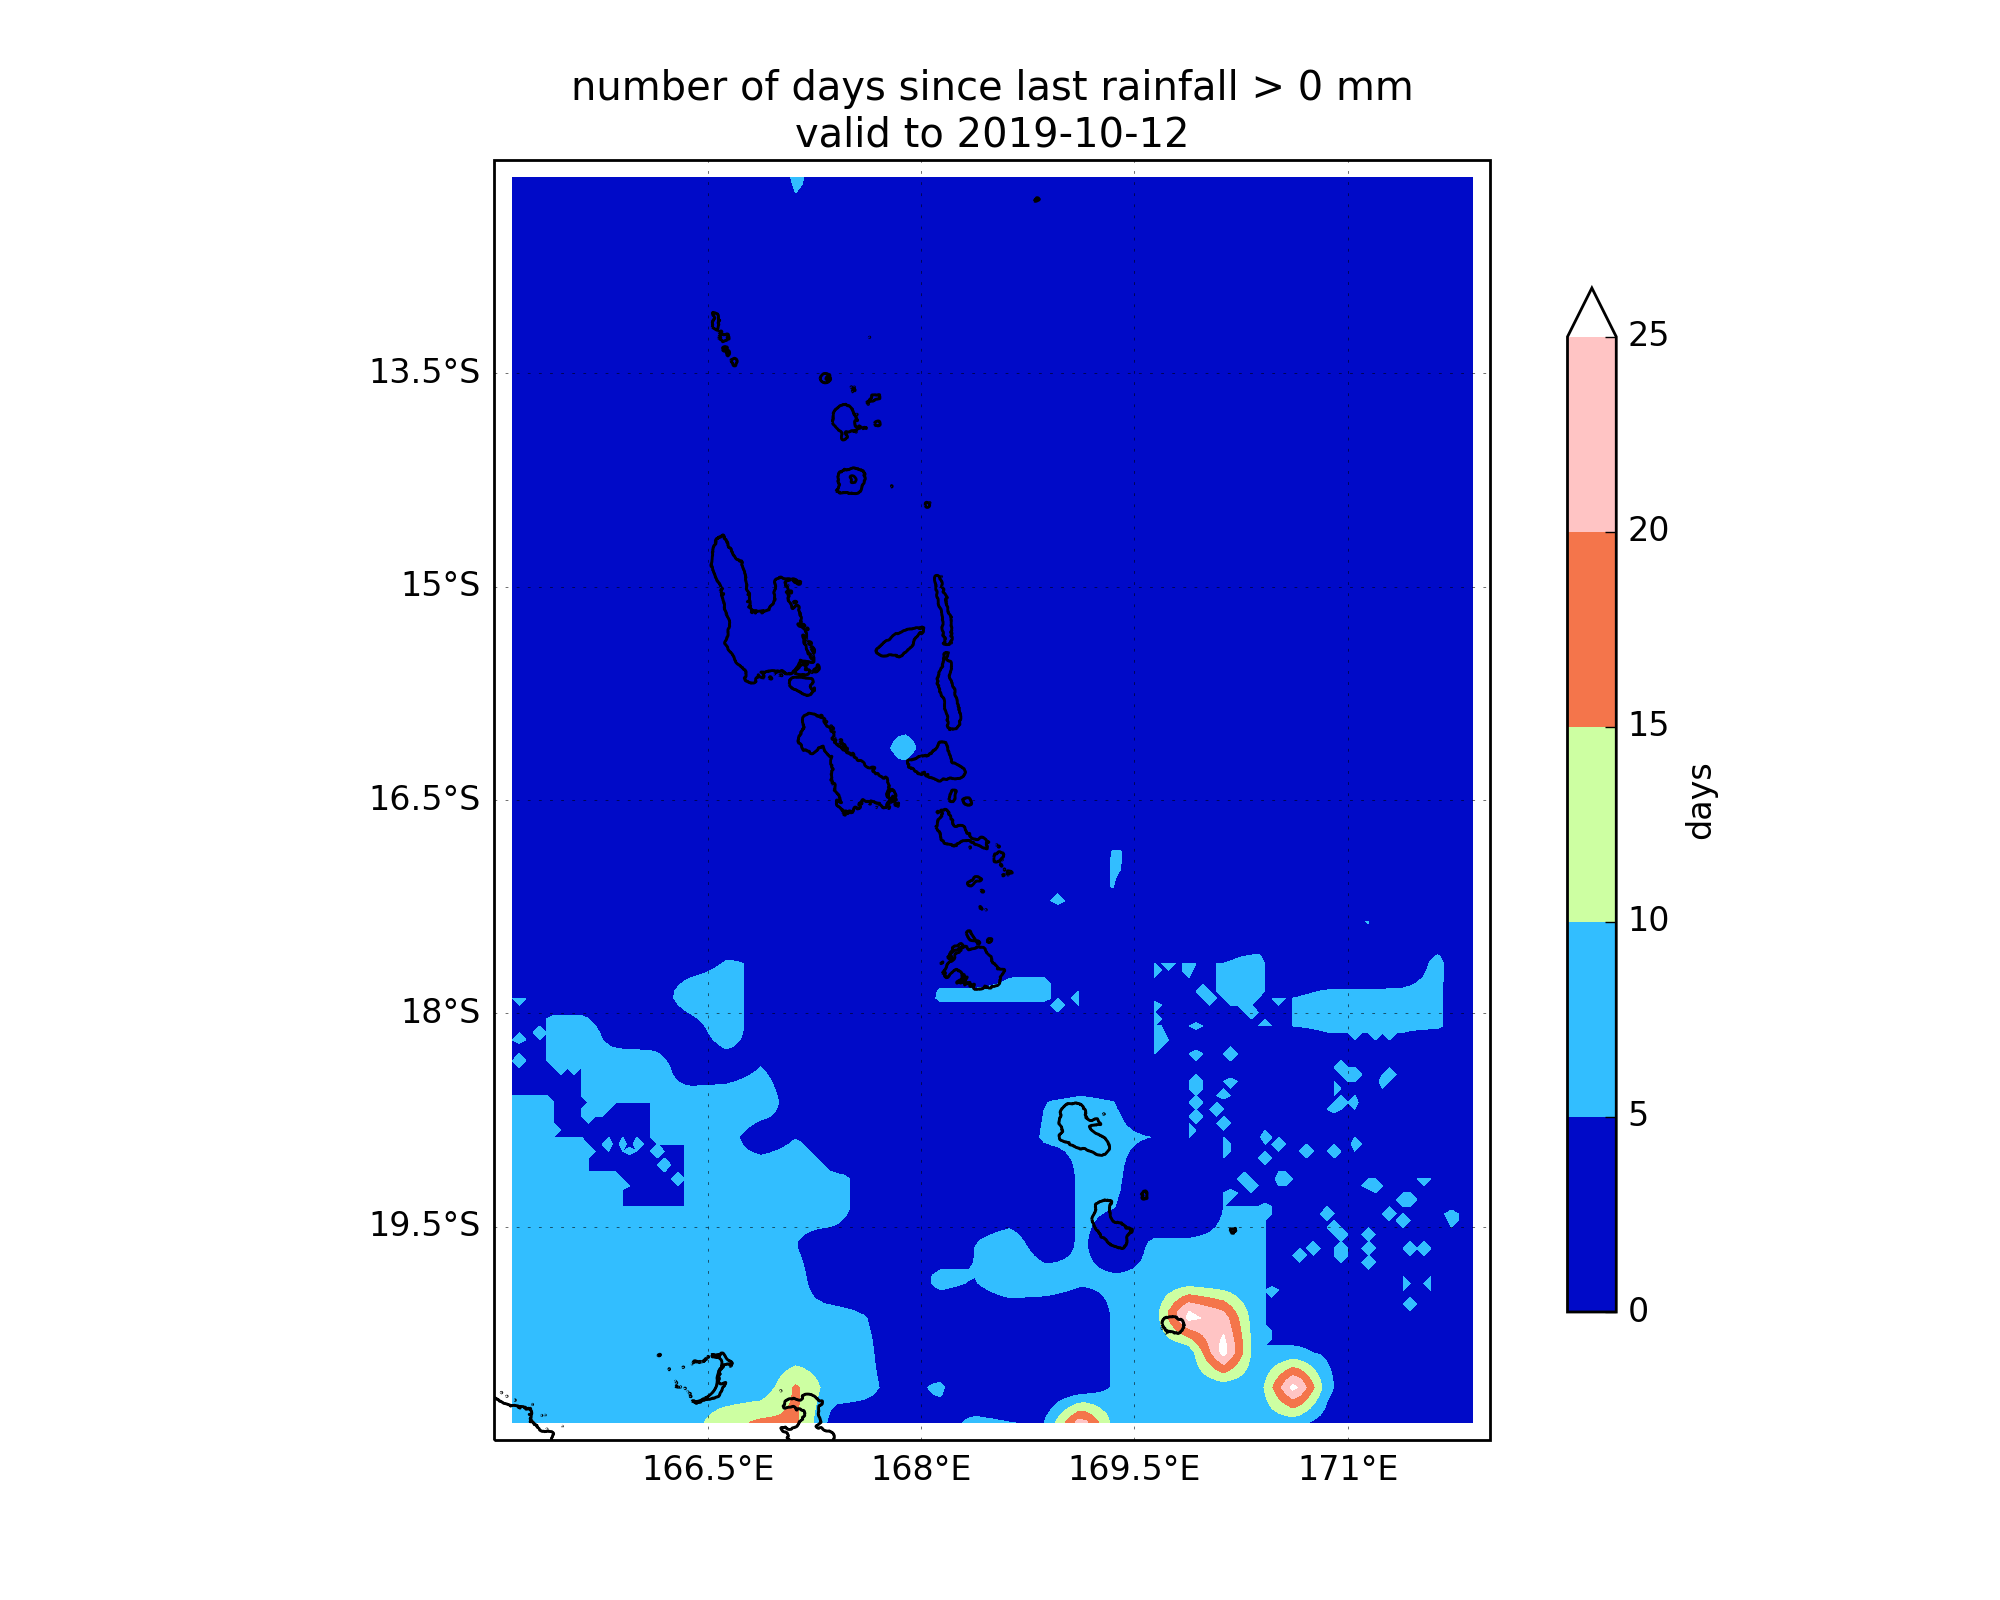 number of days since last rainfall > 0 mm
valid to 2019-10-12
13.5°S
15°S
16.5°S
18°S
19.5°S
166.5°E
168°E
169.5°E
171°E
25
20
15
10
5
0
days